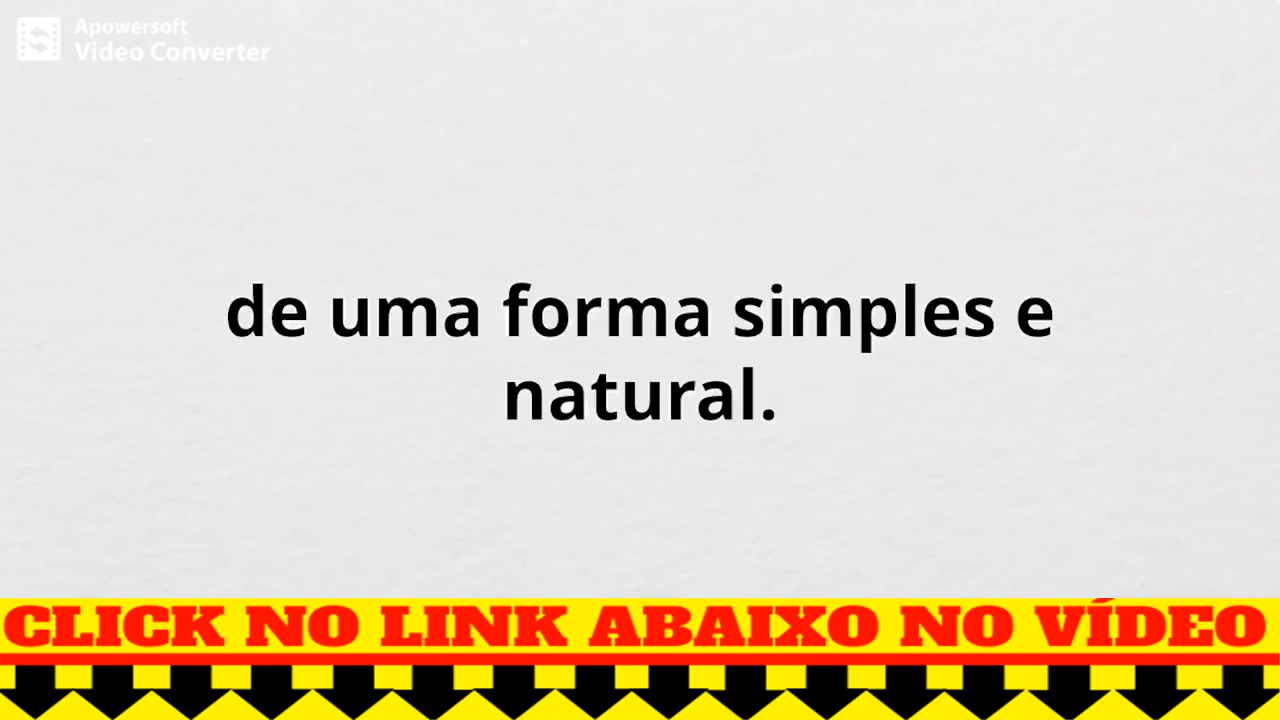 Apowersoft
Video Converter
de uma forma simples e
natural.
CLICK NO LINK ABAIXO NO VÍDEO